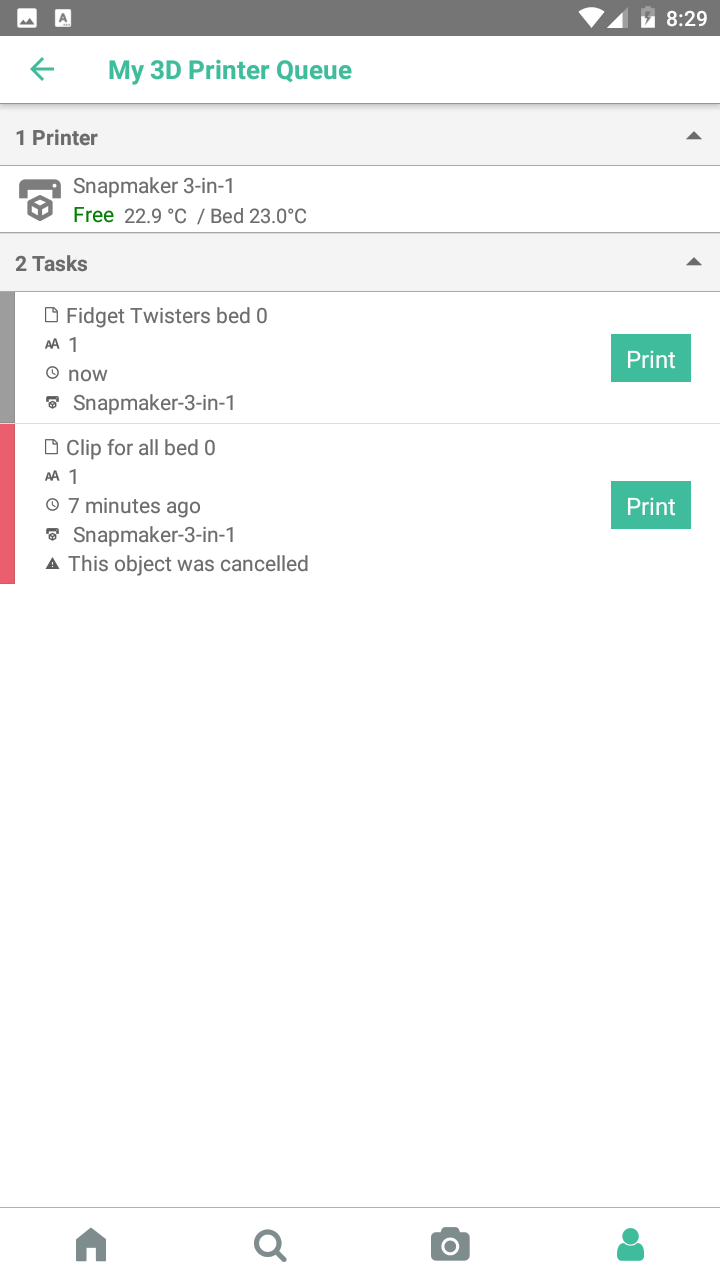 8:29
My 3D Printer Queue
1 Printer
Snapmaker 3-in-1
Free 22.9 °C / Bed 23.0°C
2 Tasks
Fidget Twisters bed 0
AA 1
now
Snapmaker-3-in-1
Print
Clip for all bed 0
AA 1
7 minutes ago
Snapmaker-3-in-1
This object was cancelled
Print